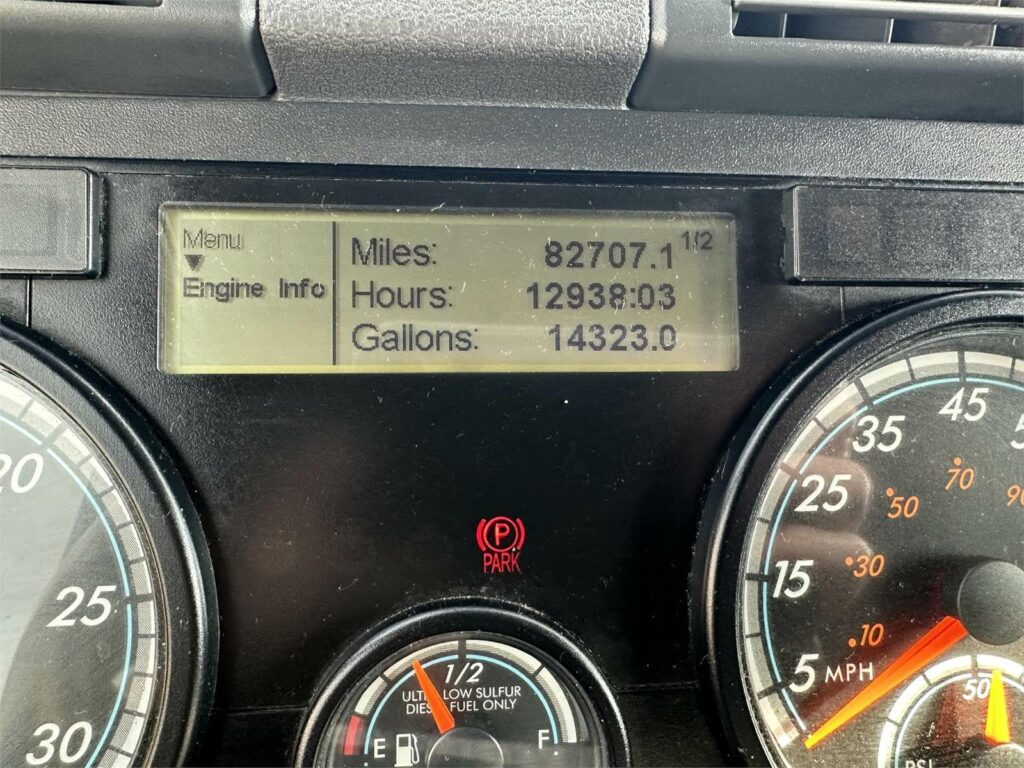 Menu
Engine Info
Miles: 82707.1 1/2
Hours: 12938:03
Gallons: 14323.0
20
25
30
P
PARK
1/2
ULTRA LOW SULFUR
DIESEL FUEL ONLY
E
F
45
35
25
15
5 MPH
70
50
30
10
90
50
PSI